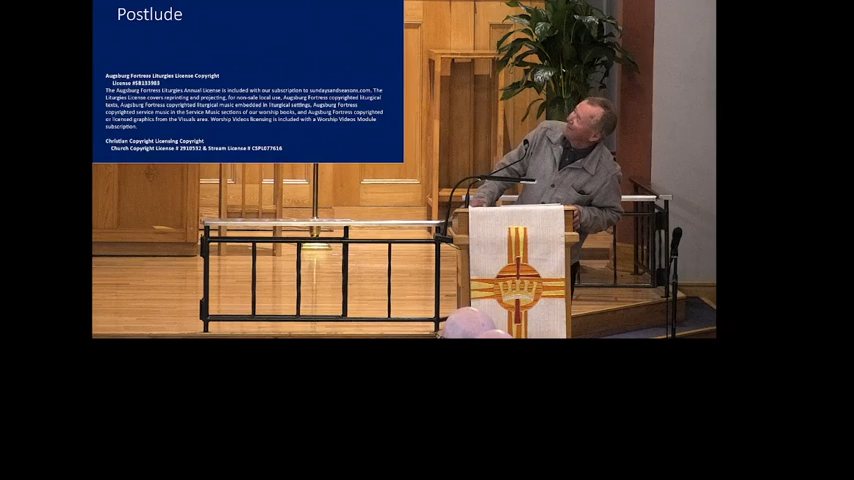 Postlude
Augsburg Fortress Liturgies License Copyright
License #SB133983
The Augsburg Fortress Liturgies Annual License is included with our subscription to sundaysandseasons.com. The
Liturgies License covers reprinting and projecting, for non-sale local use, Augsburg Fortress copyrighted liturgical
texts, Augsburg Fortress copyrighted liturgical music embedded in liturgical settings, Augsburg Fortress
copyrighted service music in the Service Music sections of our worship books, and Augsburg Fortress copyrighted
or licensed graphics from the Visuals area. Worship Videos licensing is included with a Worship Videos Module
subscription.
Christian Copyright Licensing Copyright
Church Copyright License # 2910552 & Stream License # CSPL077616